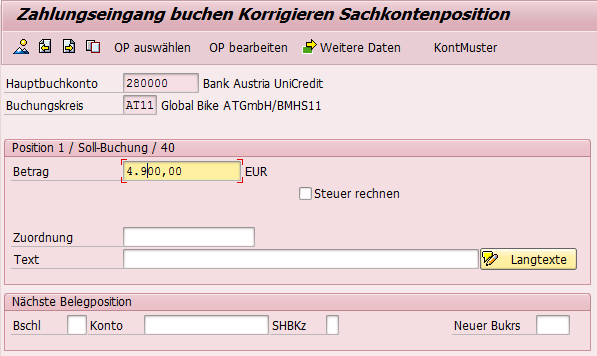 Zahlungseingang buchen Korrigieren Sachkontenposition
OP auswählen OP bearbeiten Weitere Daten KontMuster
Hauptbuchkonto 280000 Bank Austria UniCredit
Buchungskreis AT11 Global Bike ATGmbH/BMHS11
Position 1 / Soll-Buchung / 40
Betrag 4.900,00 EUR
Steuer rechnen
Zuordnung
Text Langtexte
Nächste Belegposition
Bschl Konto SHBKz Neuer Bukrs